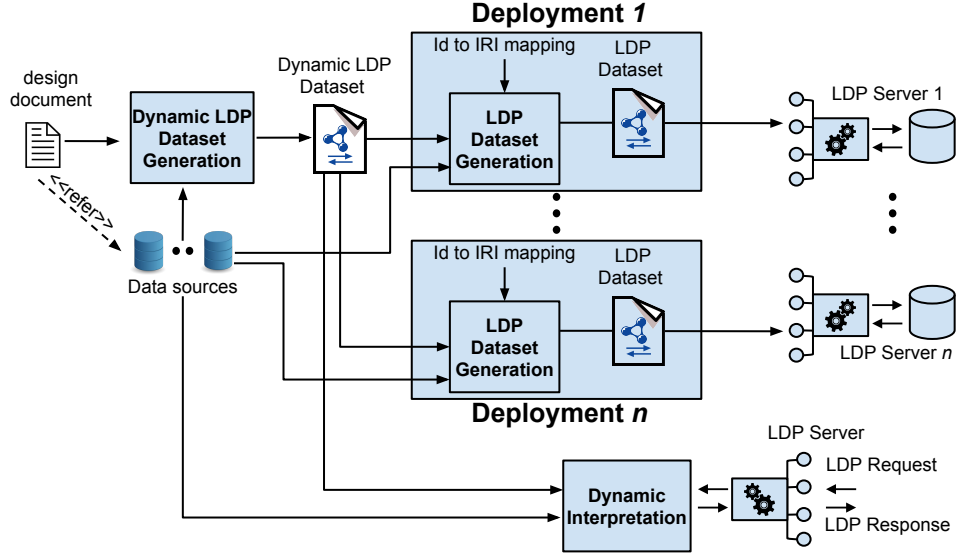 Deployment 1
Id to IRI mapping
LDP
Dataset
Dynamic LDP
Dataset
design
document
Dynamic LDP
Dataset
Generation
LDP
Dataset
Generation
LDP Server 1
<<refer>>
Data sources
Id to IRI mapping
LDP
Dataset
LDP
Dataset
Generation
LDP Server n
Deployment n
LDP Server
LDP Request
Dynamic
Interpretation
LDP Response